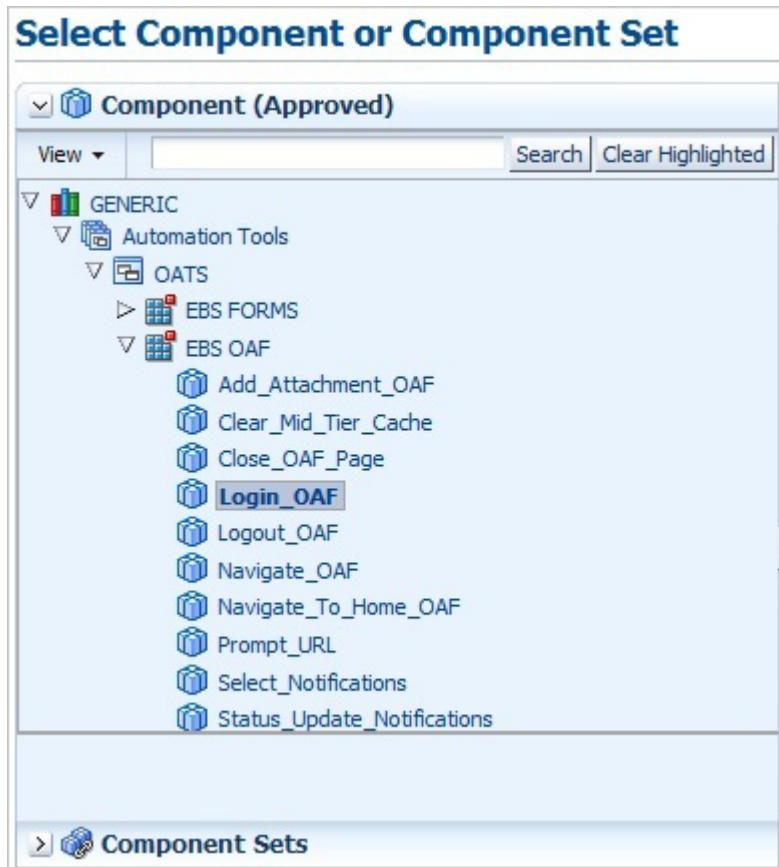 Select Component or Component Set
Component (Approved)
View Search Clear Highlighted
GENERIC
Automation Tools
OATS
EBS FORMS
EBS OAF
Add_Attachment_OAF
Clear_Mid_Tier_Cache
Close_OAF_Page
Login_OAF
Logout_OAF
Navigate_OAF
Navigate_To_Home_OAF
Prompt_URL
Select_Notifications
Status_Update_Notifications
Component Sets